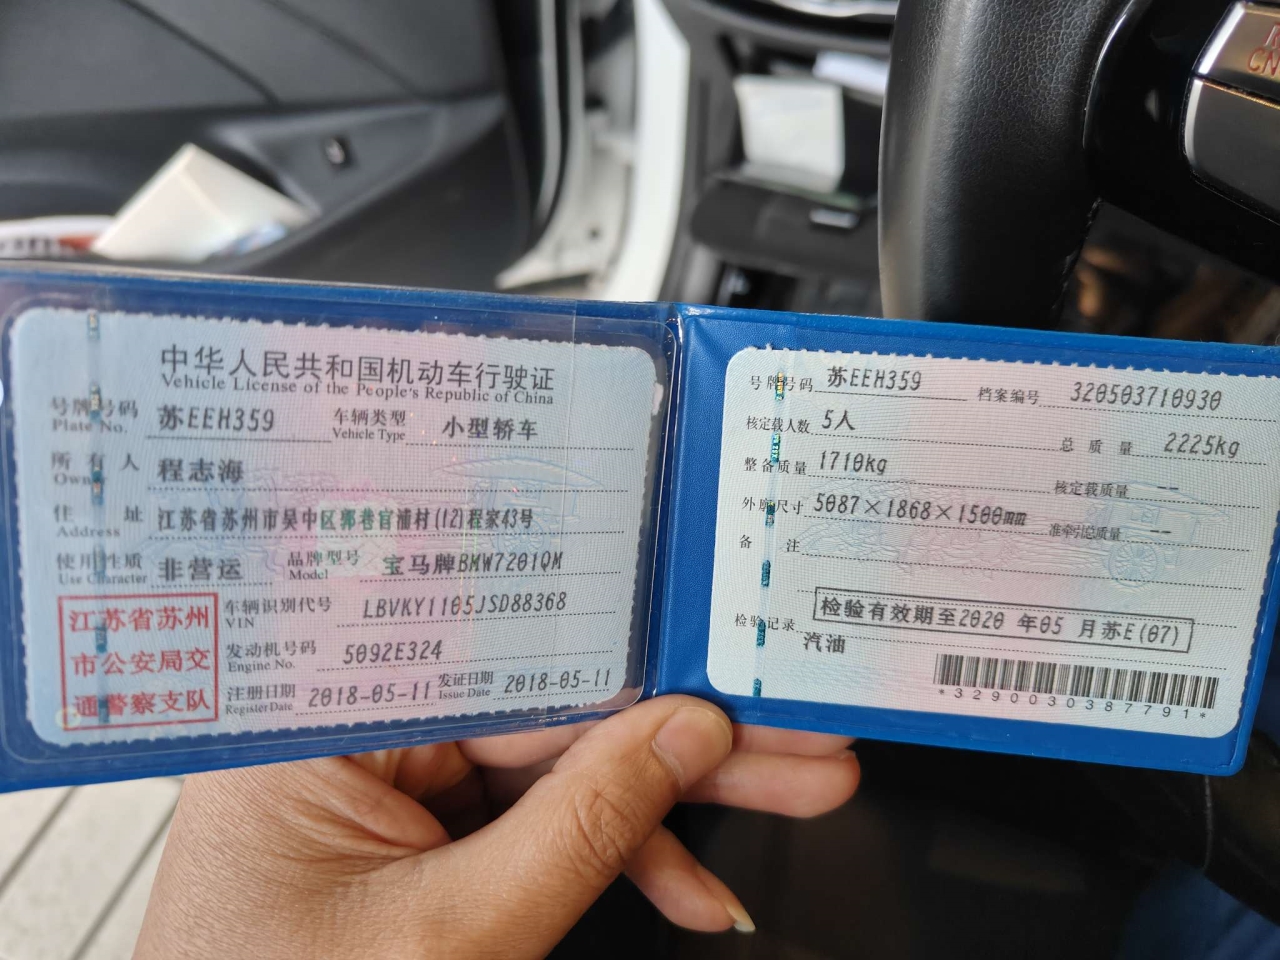 中华人民共和国机动车行驶证
Vehicle License of the People's Republic of China
号牌号码 苏EEH359 车辆类型 小型轿车
Plate No. Vehicle Type
所有人 程志海
Owner
住址 江苏省苏州市吴中区郭巷官浦村(12)程家43号
Address
使用性质 非营运 品牌型号 宝马牌BMW7201QM
Use Character Model
江苏省苏州
市公安局交
通警察支队
车辆识别代号 LBVKY1105JSD88368
VIN
发动机号码 5092E324
Engine No.
注册日期 2018-05-11 发证日期 2018-05-11
Register Date Issue Date
号牌号码 苏EEH359 档案编号 320503710930
核定载人数 5人 总质量 2225kg
整备质量 1710kg 核定载质量 --
外廓尺寸 5087×1868×1500mm 准牵引总质量 --
备注
检验有效期至2020 年05 月苏E(07)
检验记录
汽油
*3290030387791*